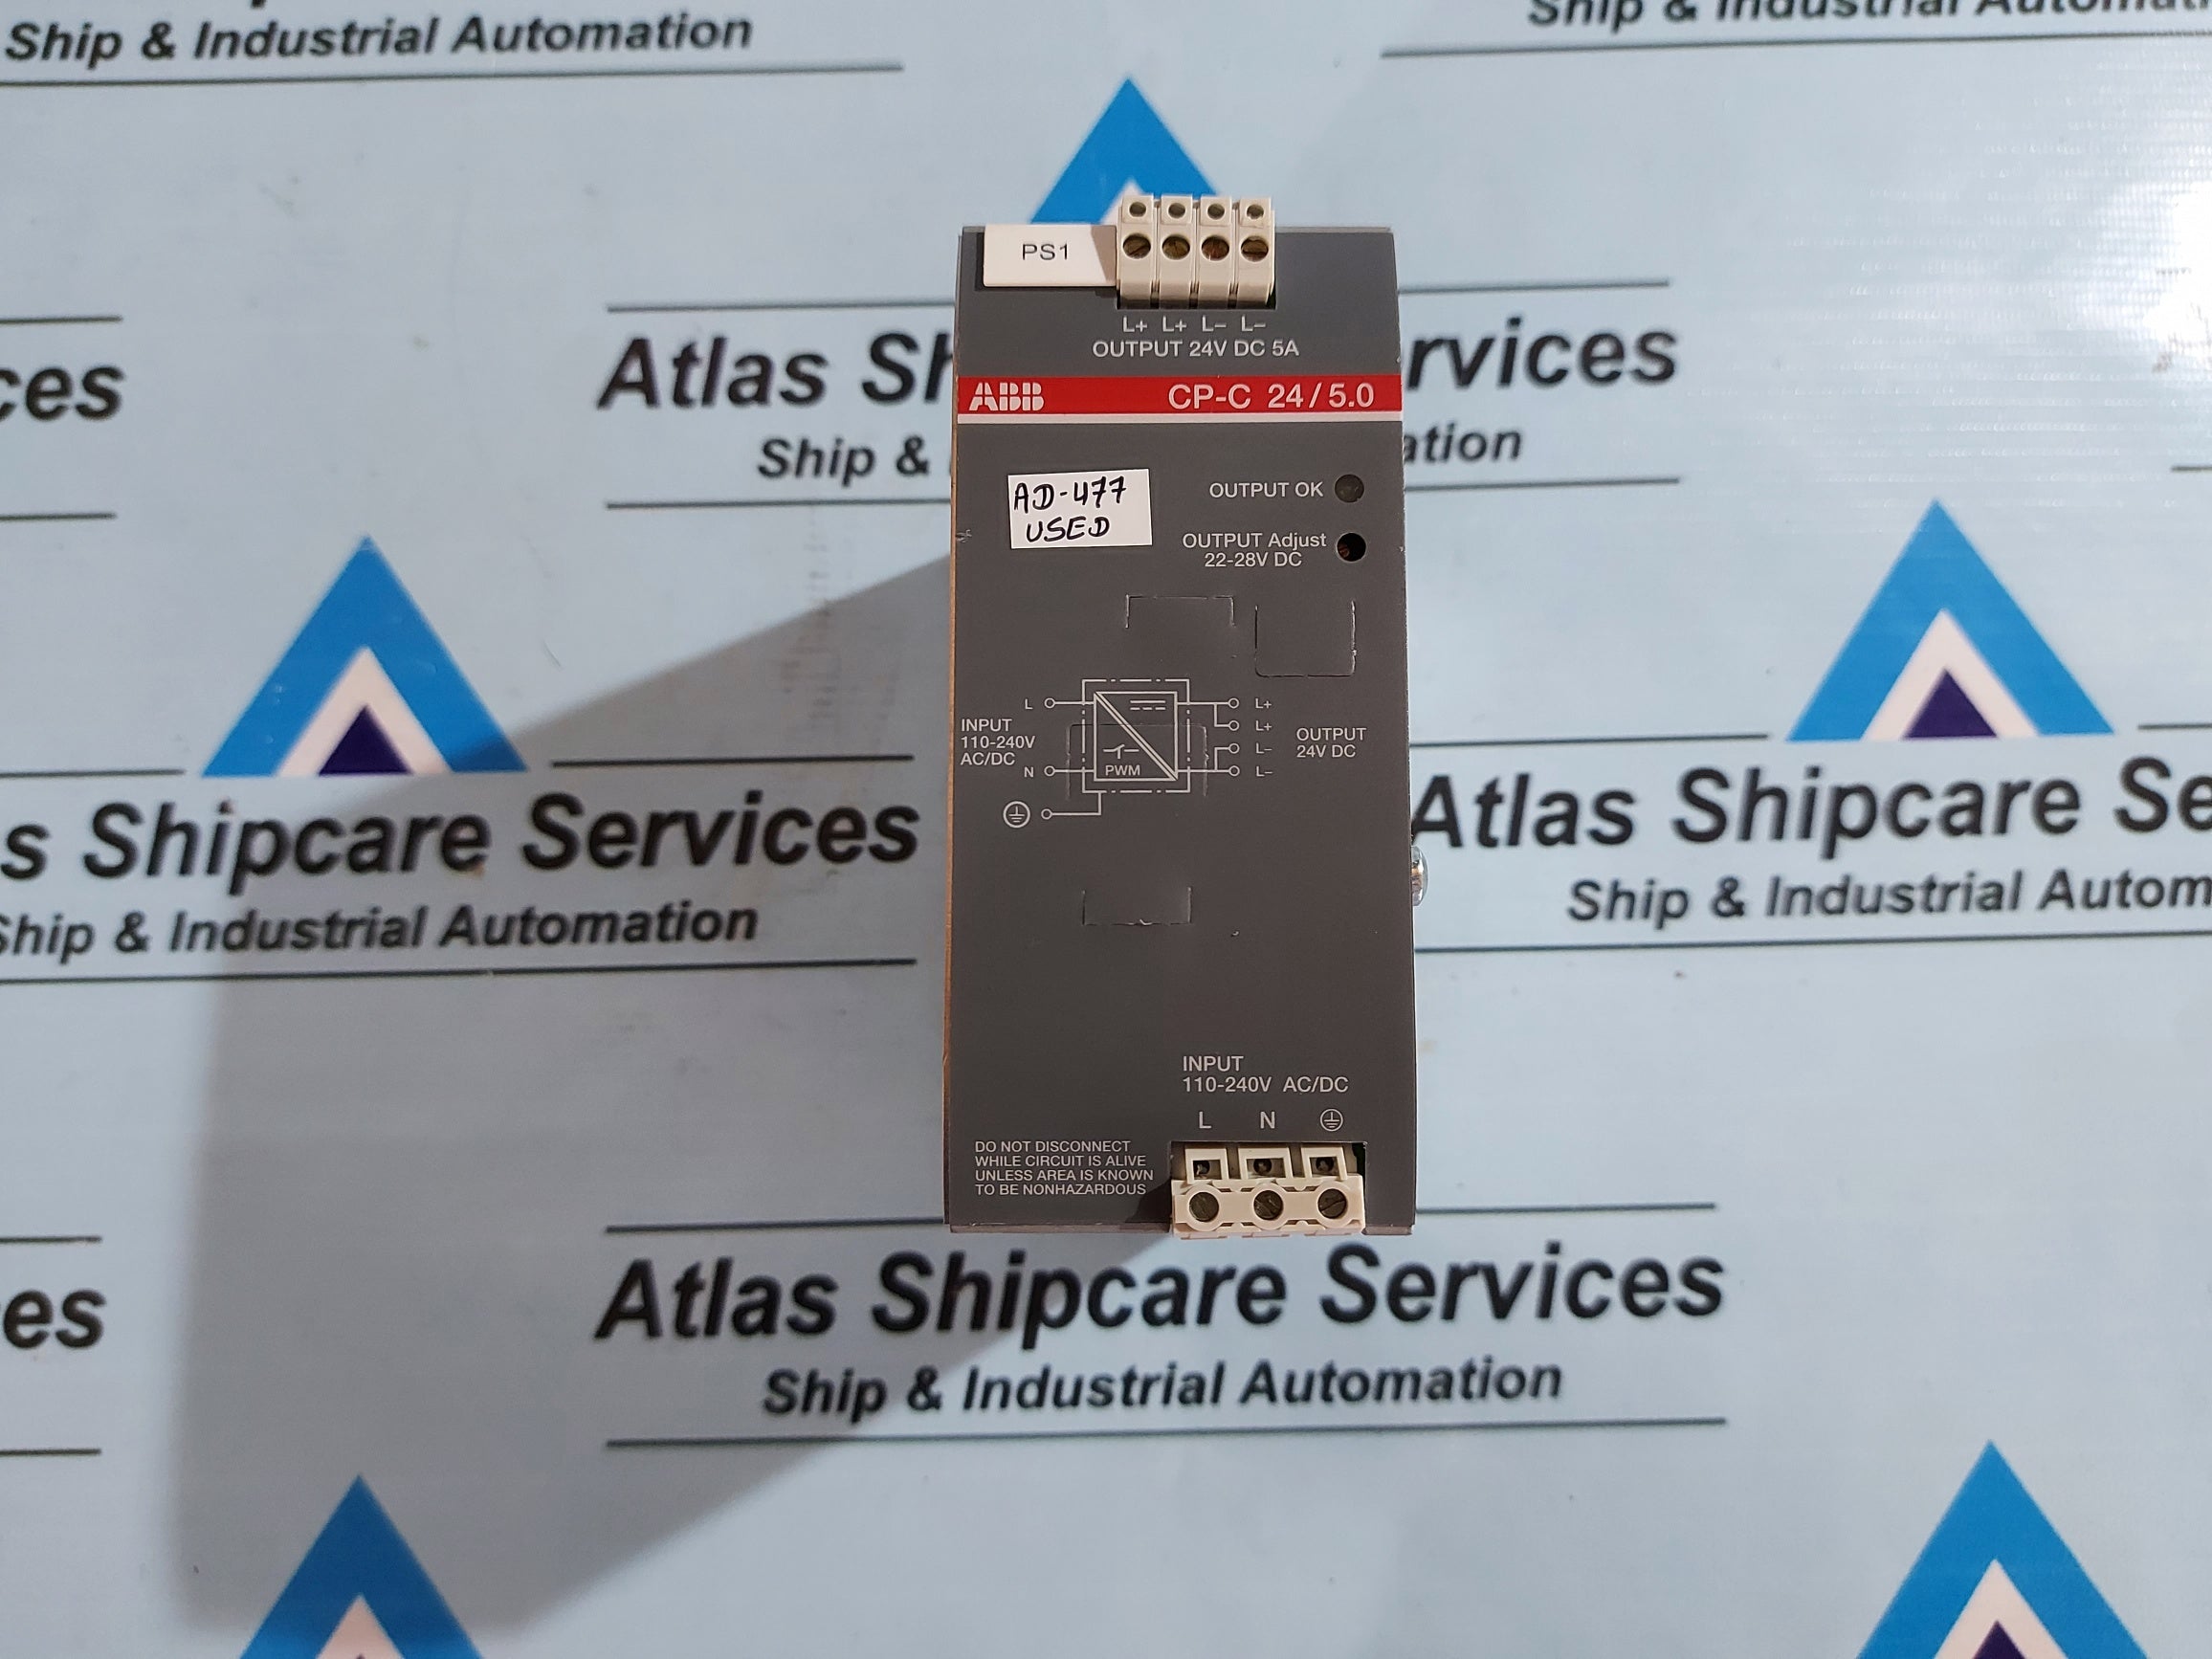 Ship & Industrial Automation
Ship & Industrial Automati
PS1
L+ L+ L- L-
OUTPUT 24V DC 5A
ABB CP-C 24/5.0
AD-477
USED
OUTPUT OK
OUTPUT Adjust
22-28V DC
L
INPUT
110-240V
AC/DC
N
PWM
L+
L+
L-
L-
OUTPUT
24V DC
INPUT
110-240V AC/DC
L N
DO NOT DISCONNECT
WHILE CIRCUIT IS ALIVE
UNLESS AREA IS KNOWN
TO BE NONHAZARDOUS
ces
Atlas Sh rvices
Ship & ation
s Shipcare Services
Ship & Industrial Automation
Atlas Shipcare Se
Ship & Industrial Autom
es
Atlas Shipcare Services
Ship & Industrial Automation